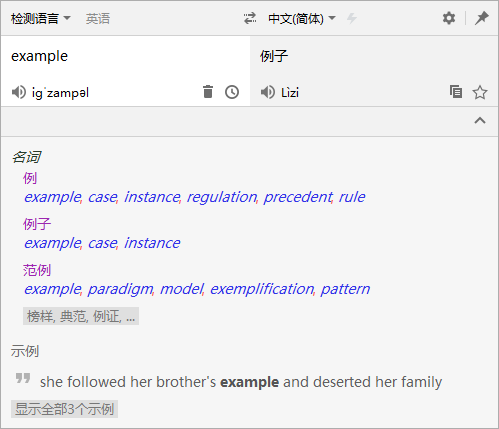 检测语言 英语 中文(简体)
example 例子
igˈzampəl Lìzi
名词
例
example, case, instance, regulation, precedent, rule
例子
example, case, instance
范例
example, paradigm, model, exemplification, pattern
榜样, 典范, 例证, ...
示例
she followed her brother's example and deserted her family
显示全部3个示例